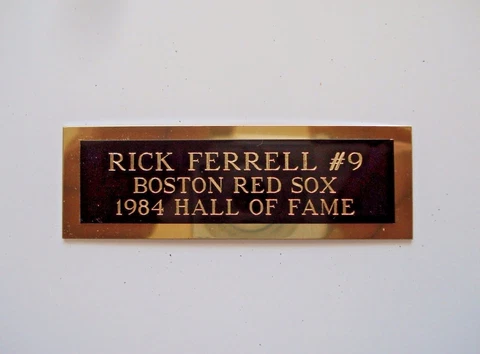 RICK FERRELL #9
BOSTON RED SOX
1984 HALL OF FAME